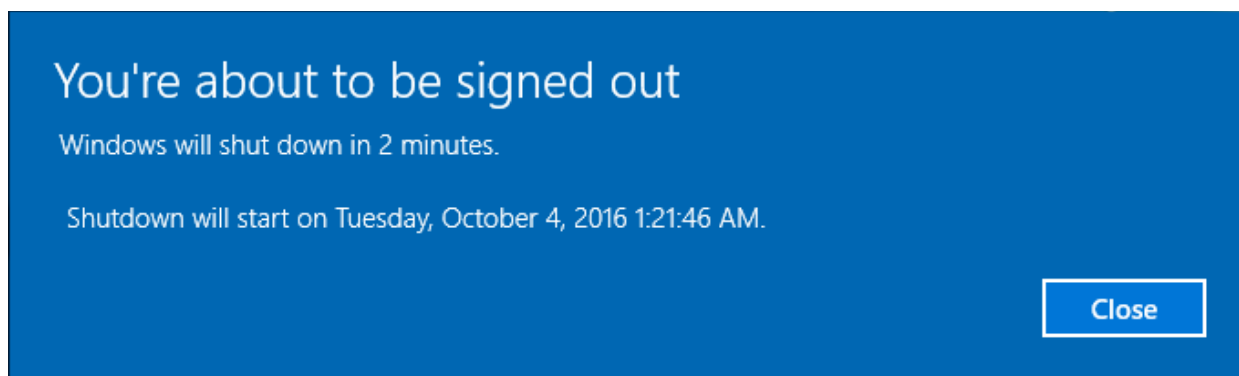 You're about to be signed out
Windows will shut down in 2 minutes.
Shutdown will start on Tuesday, October 4, 2016 1:21:46 AM.
Close